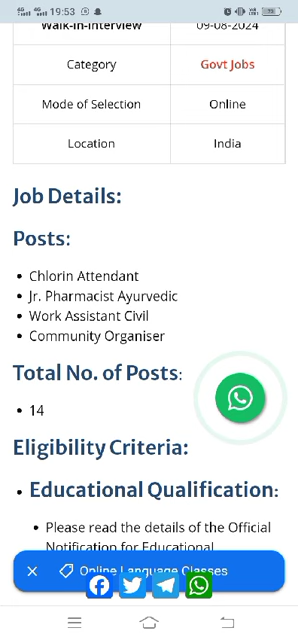 19:53
Walk-in-Interview 09-08-2024
Category Govt Jobs
Mode of Selection Online
Location India
Job Details:
Posts:
Chlorin Attendant
Jr. Pharmacist Ayurvedic
Work Assistant Civil
Community Organiser
Total No. of Posts:
14
Eligibility Criteria:
Educational Qualification:
Please read the details of the Official
Notification for Educational
Online Language Classes